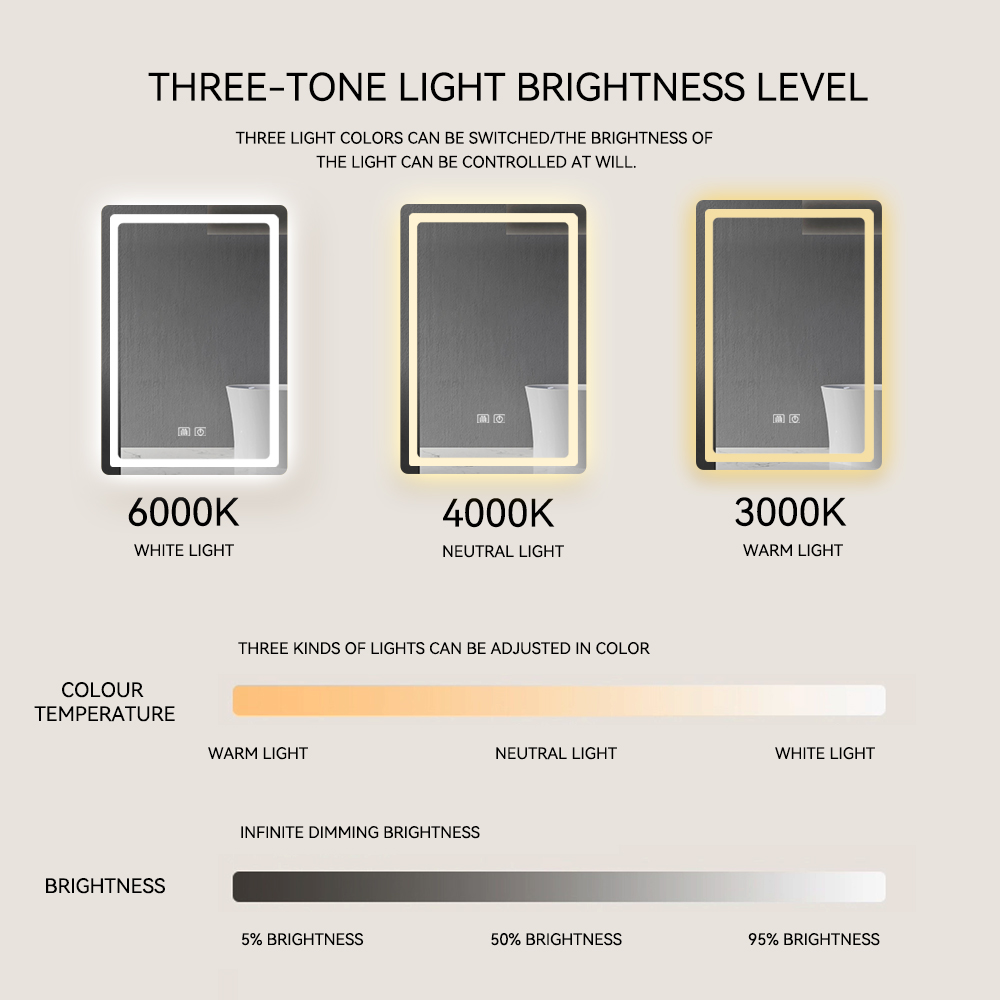 THREE-TONE LIGHT BRIGHTNESS LEVEL
THREE LIGHT COLORS CAN BE SWITCHED/THE BRIGHTNESS OF
THE LIGHT CAN BE CONTROLLED AT WILL.
6000K
4000K
3000K
WHITE LIGHT
NEUTRAL LIGHT
WARM LIGHT
THREE KINDS OF LIGHTS CAN BE ADJUSTED IN COLOR
COLOUR
TEMPERATURE
WARM LIGHT
NEUTRAL LIGHT
WHITE LIGHT
INFINITE DIMMING BRIGHTNESS
BRIGHTNESS
5% BRIGHTNESS
50% BRIGHTNESS
95% BRIGHTNESS